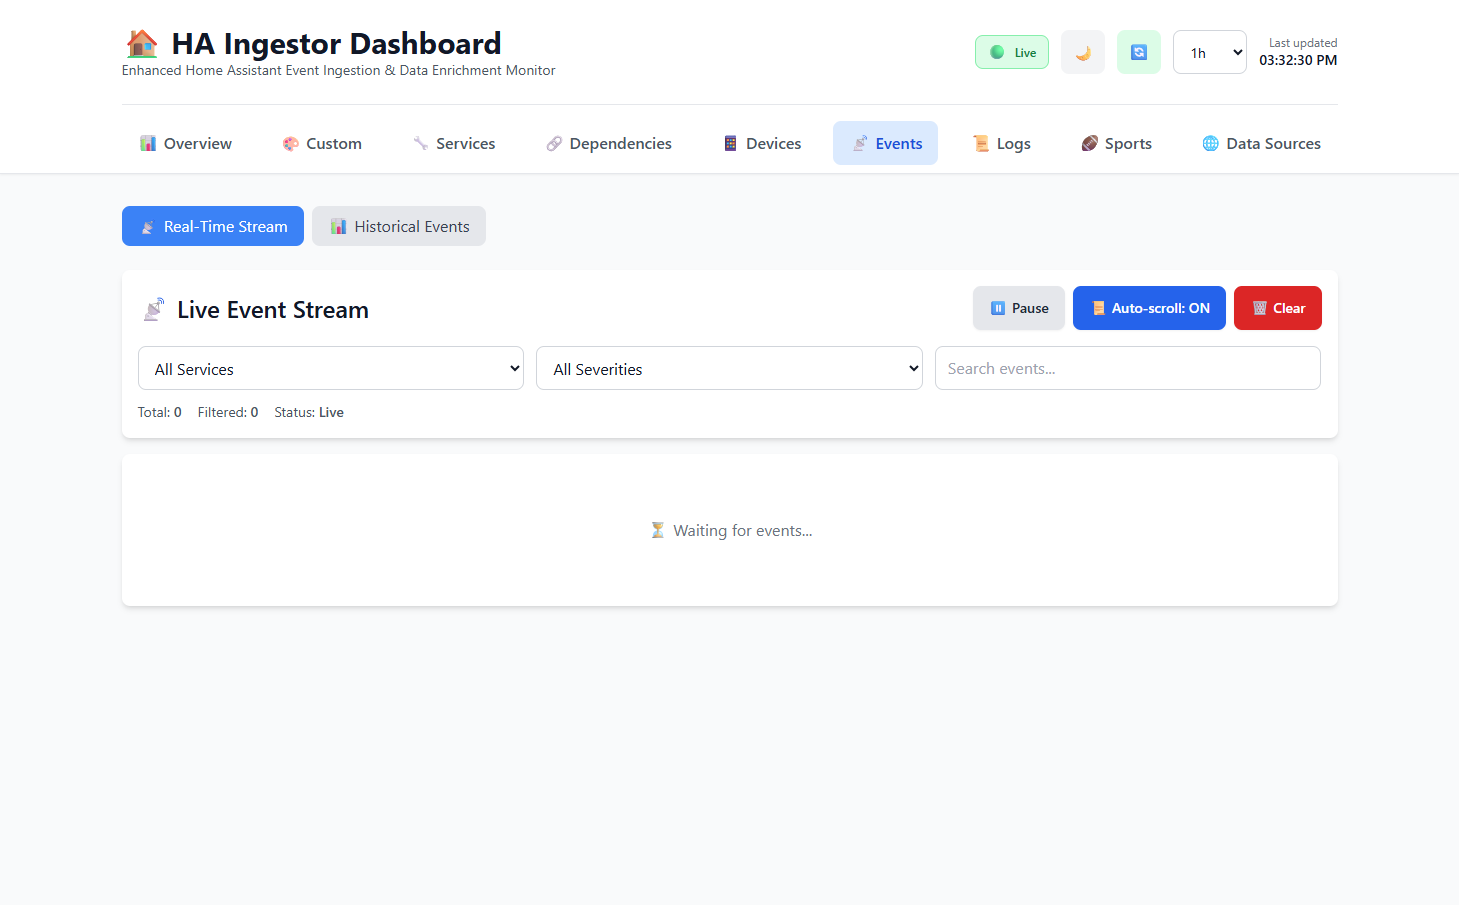 HA Ingestor Dashboard
Enhanced Home Assistant Event Ingestion & Data Enrichment Monitor
Live
1h
Last updated
03:32:30 PM
Overview
Custom
Services
Dependencies
Devices
Events
Logs
Sports
Data Sources
Real-Time Stream
Historical Events
Live Event Stream
Pause
Auto-scroll: ON
Clear
All Services
All Severities
Search events...
Total: 0
Filtered: 0
Status: Live
Waiting for events...